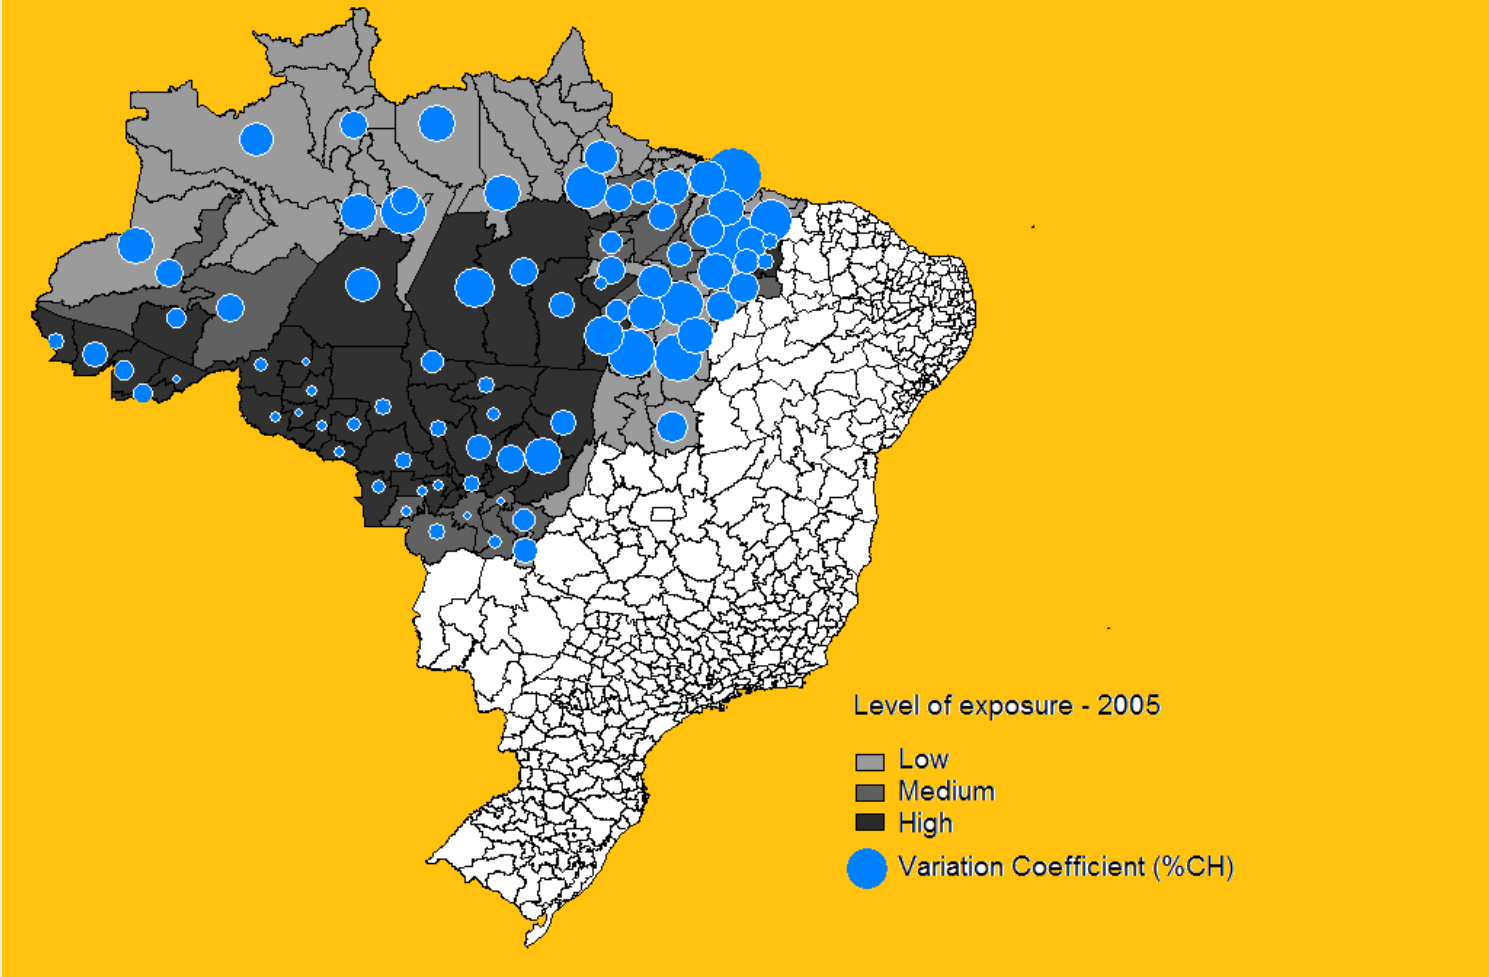 Level of exposure - 2005
Low
Medium
High
Variation Coefficient (%CH)